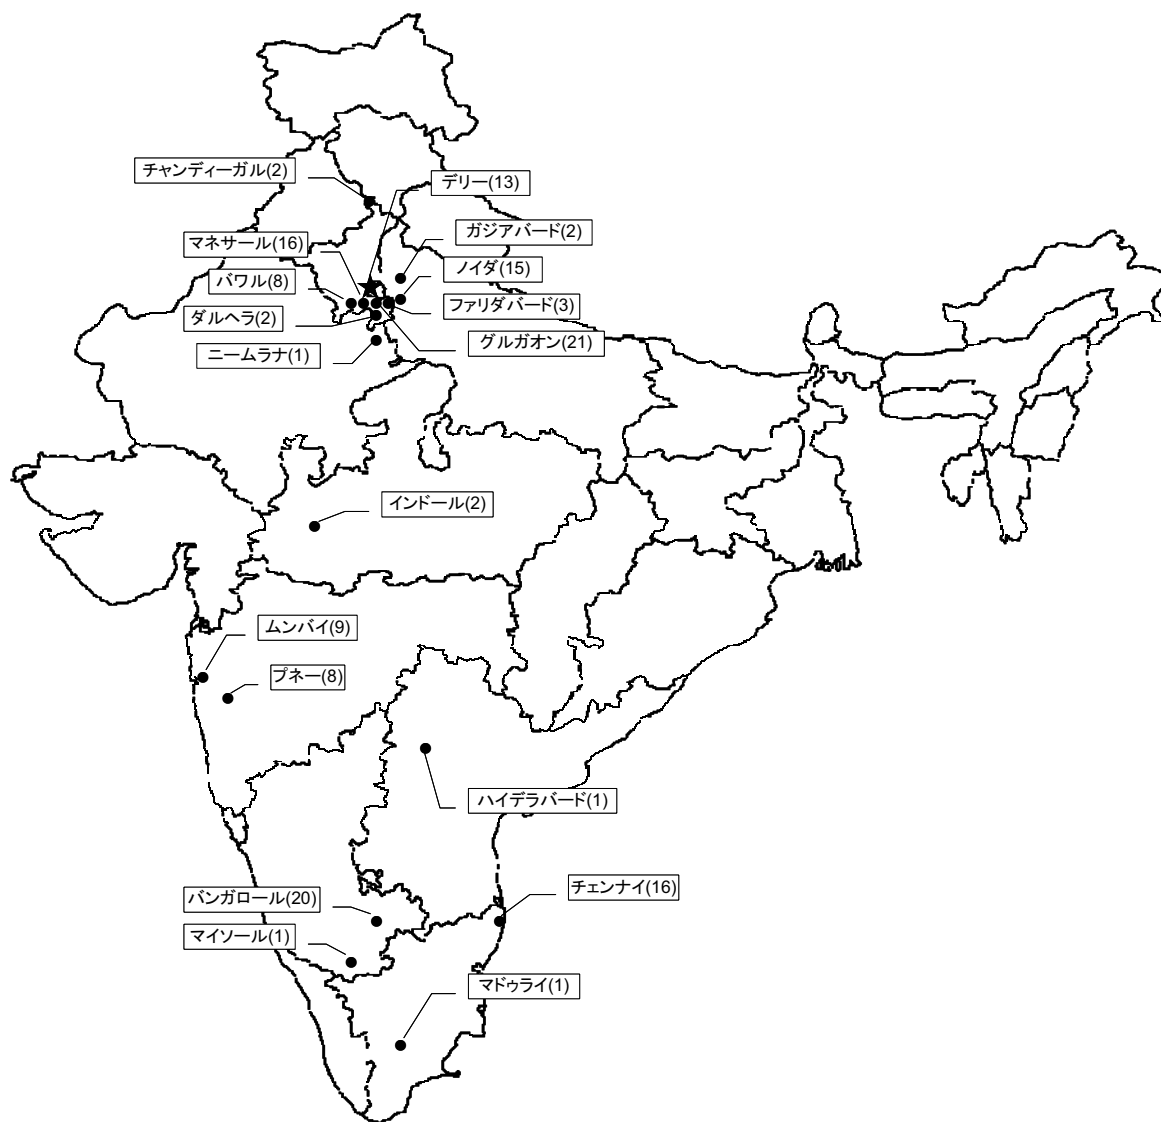 チャンディーガル(2)
デリー(13)
ガジアバード(2)
マネサール(16)
ノイダ(15)
バワル(8)
ファリダバード(3)
ダルヘラ(2)
グルガオン(21)
ニームラナ(1)
インドール(2)
ムンバイ(9)
プネー(8)
ハイデラバード(1)
チェンナイ(16)
バンガロール(20)
マイソール(1)
マドゥライ(1)